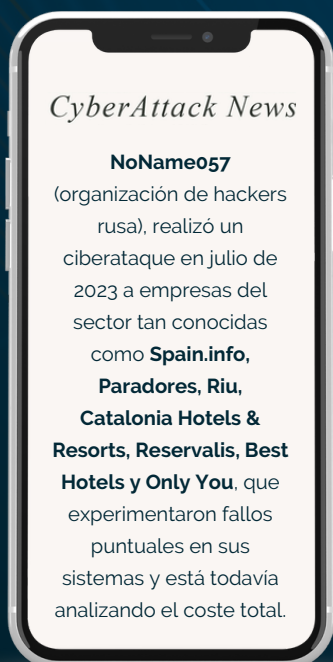 CyberAttack News
NoName057
(organización de hackers
rusa), realizó un
ciberataque en julio de
2023 a empresas del
sector tan conocidas
como Spain.info,
Paradores, Riu,
Catalonia Hotels &
Resorts, Reservalis, Best
Hotels y Only You, que
experimentaron fallos
puntuales en sus
sistemas y está todavía
analizando el coste total.